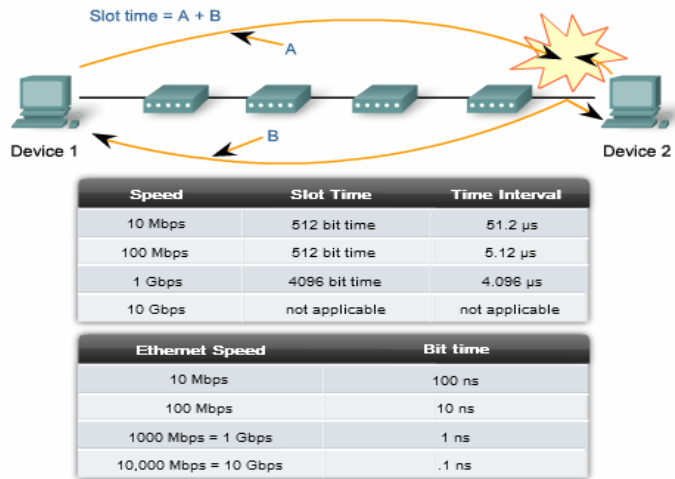 Slot time = A + B
A
Device 1
B
Device 2
Speed Slot Time Time Interval
10 Mbps 512 bit time 51.2 µs
100 Mbps 512 bit time 5.12 µs
1 Gbps 4096 bit time 4.096 µs
10 Gbps not applicable not applicable
Ethernet Speed Bit time
10 Mbps 100 ns
100 Mbps 10 ns
1000 Mbps = 1 Gbps 1 ns
10,000 Mbps = 10 Gbps .1 ns